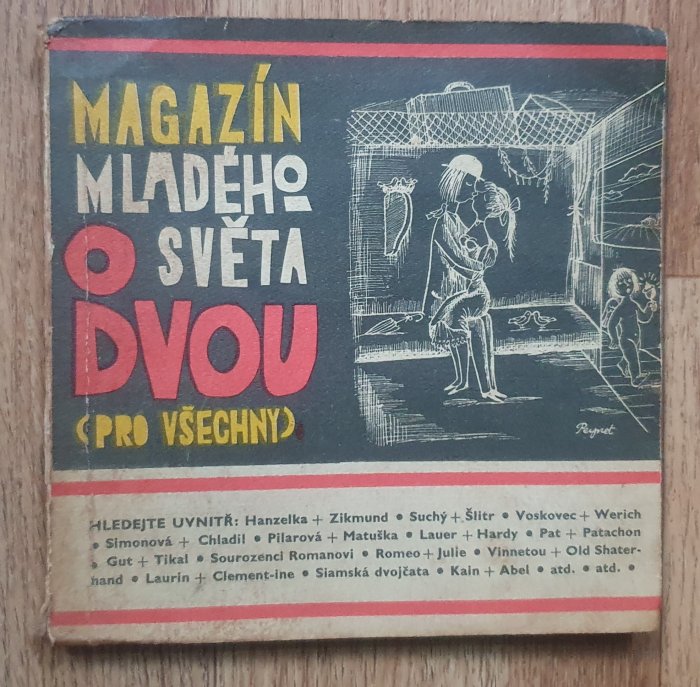 MAGAZÍN
MLADÉHO
O SVĚTA
DVOU
(PRO VŠECHNY)
Peynet
HLEDEJTE UVNITŘ: Hanzelka + Zikmund • Suchý + Šlitr • Voskovec + Werich
• Simonová + Chladil • Pilarová + Matuška • Lauer + Hardy • Pat + Patachon
• Gut + Tikal • Sourozenci Romanovi • Romeo + Julie • Vinnetou + Old Shater-
hand • Laurin + Clement-ine • Siamská dvojčata • Kain + Abel • atd. • atd. •